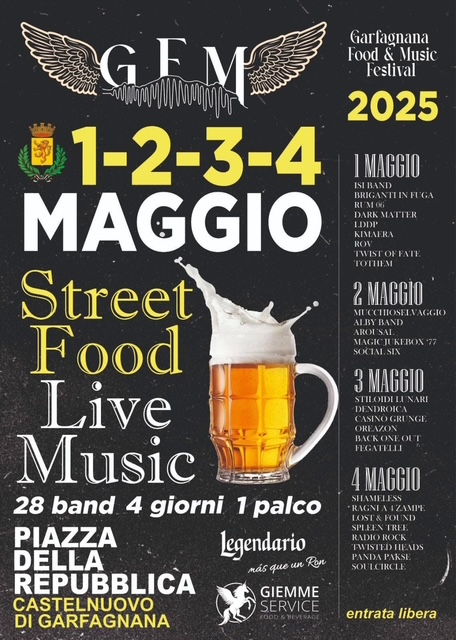 GFM
Garfagnana
Food & Music
Festival
2025
1-2-3-4
MAGGIO
Street
Food
Live
Music
28 band 4 giorni 1 palco
PIAZZA
DELLA
REPUBBLICA
CASTELNUOVO
DI GARFAGNANA
Legendario
más que un Ron
GIEMME
SERVICE
FOOD & BEVERAGE
1 MAGGIO
ISI BAND
BRIGANTI IN FUGA
RUM 06
DARK MATTER
LDDP
KIMAERA
ROV
TWIST OF FATE
TOTHEM
2 MAGGIO
MUCCHIOSELVAGGIO
ALBY BAND
AROUSAL
MAGIC JUKEBOX '77
SOCIAL SIX
3 MAGGIO
STILOIDI LUNARI
DENDROICA
CASINO GRUNGE
OREAZON
BACK ONE OUT
FEGATELLI
4 MAGGIO
SHAMELESS
RAGNI A 4 ZAMPE
LOST & FOUND
SPLEEN TREE
RADIO ROCK
TWISTED HEADS
PANDA PAKSE
SOULCIRCLE
entrata libera